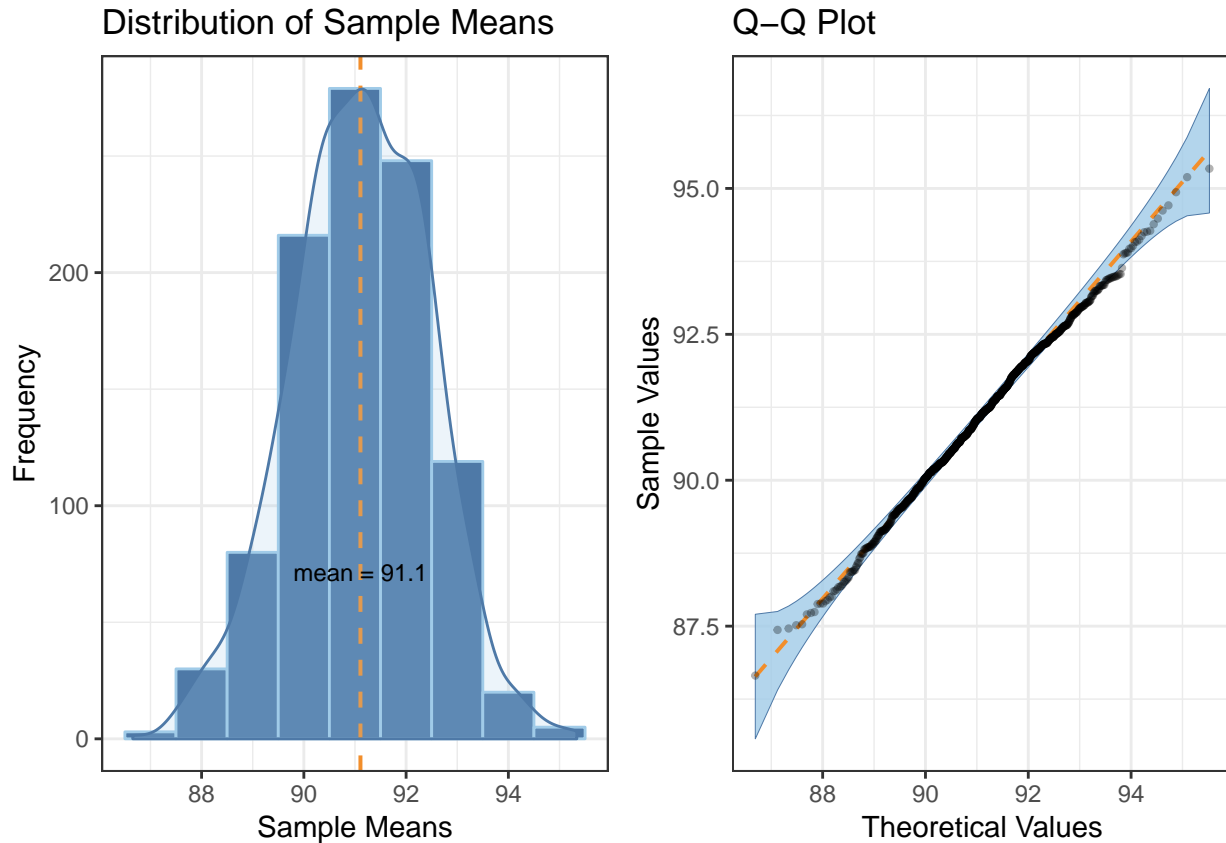 Distribution of Sample Means
Frequency
200
100
0
mean = 91.1
88 90 92 94
Sample Means
Q−Q Plot
Sample Values
95.0
92.5
90.0
87.5
88 90 92 94
Theoretical Values